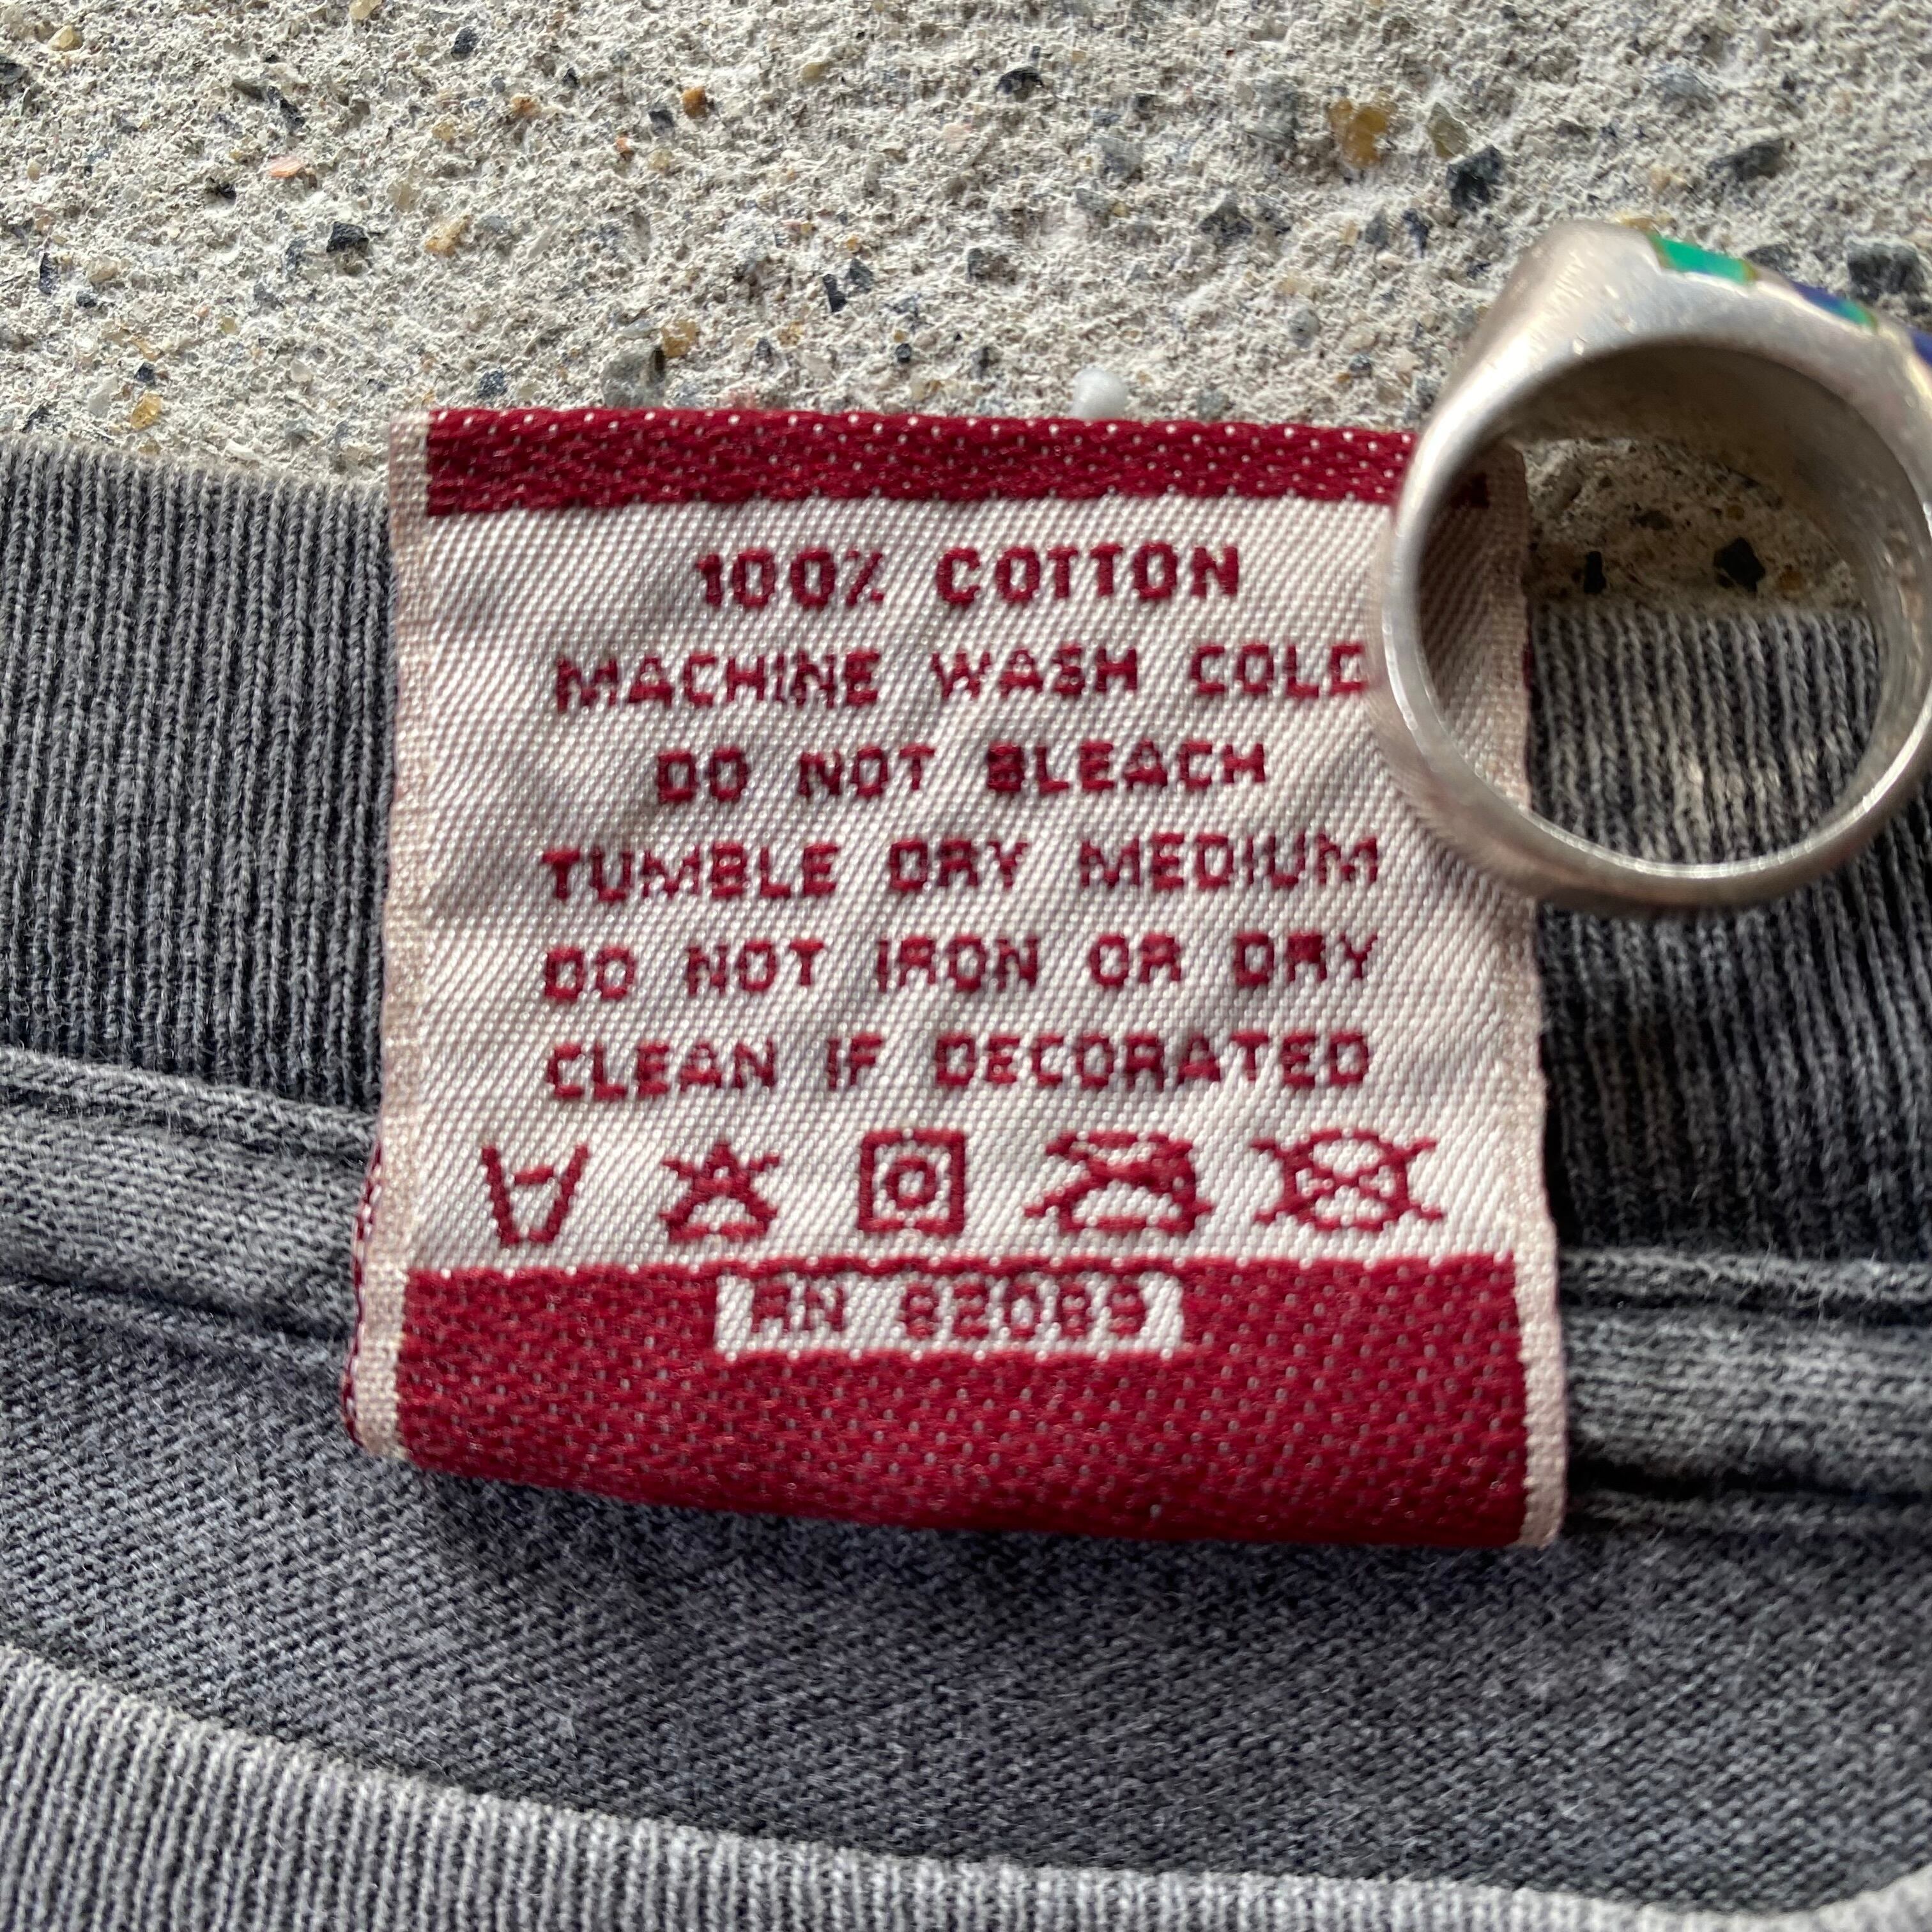 100% COTTON
MACHINE WASH COLD
DO NOT BLEACH
TUMBLE DRY MEDIUM
DO NOT IRON OR DRY
CLEAN IF DECORATED
RN 82089